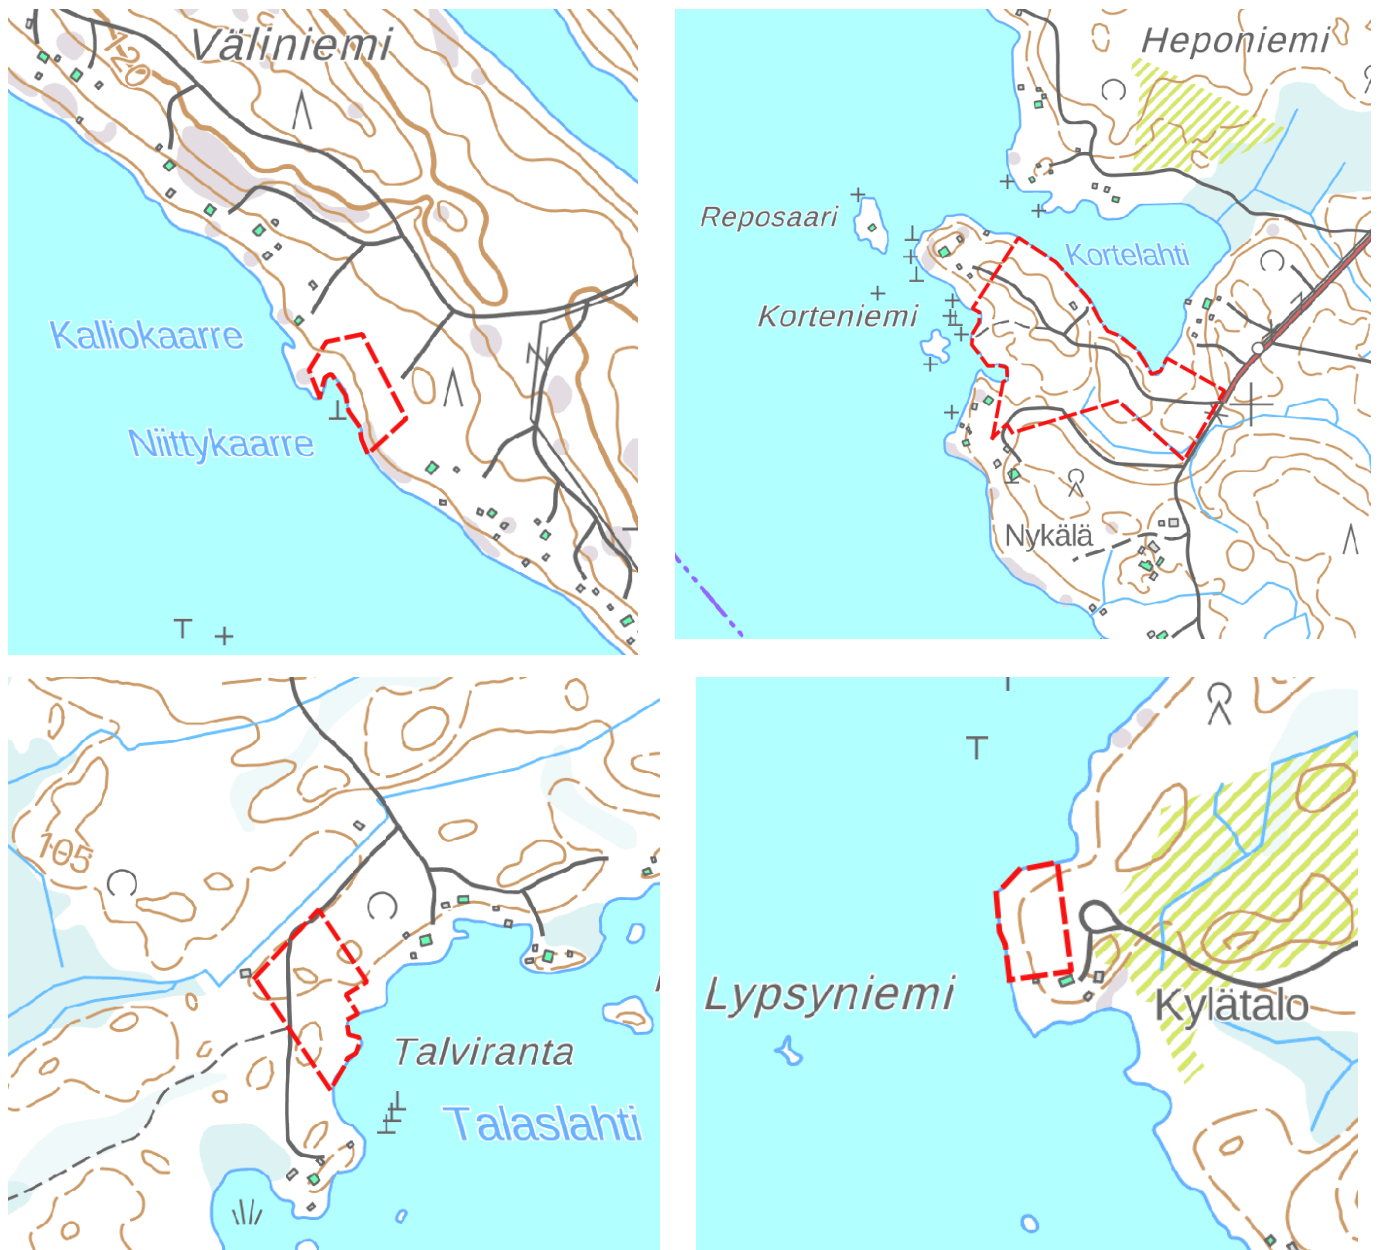 Väliniemi
120
Kalliokaarre
Niittykaarre
Heponiemi
Reposaari
Kortelahti
Korteniemi
Nykälä
105
Talviranta
Talaslahti
Lypsyniemi
Kylätalo